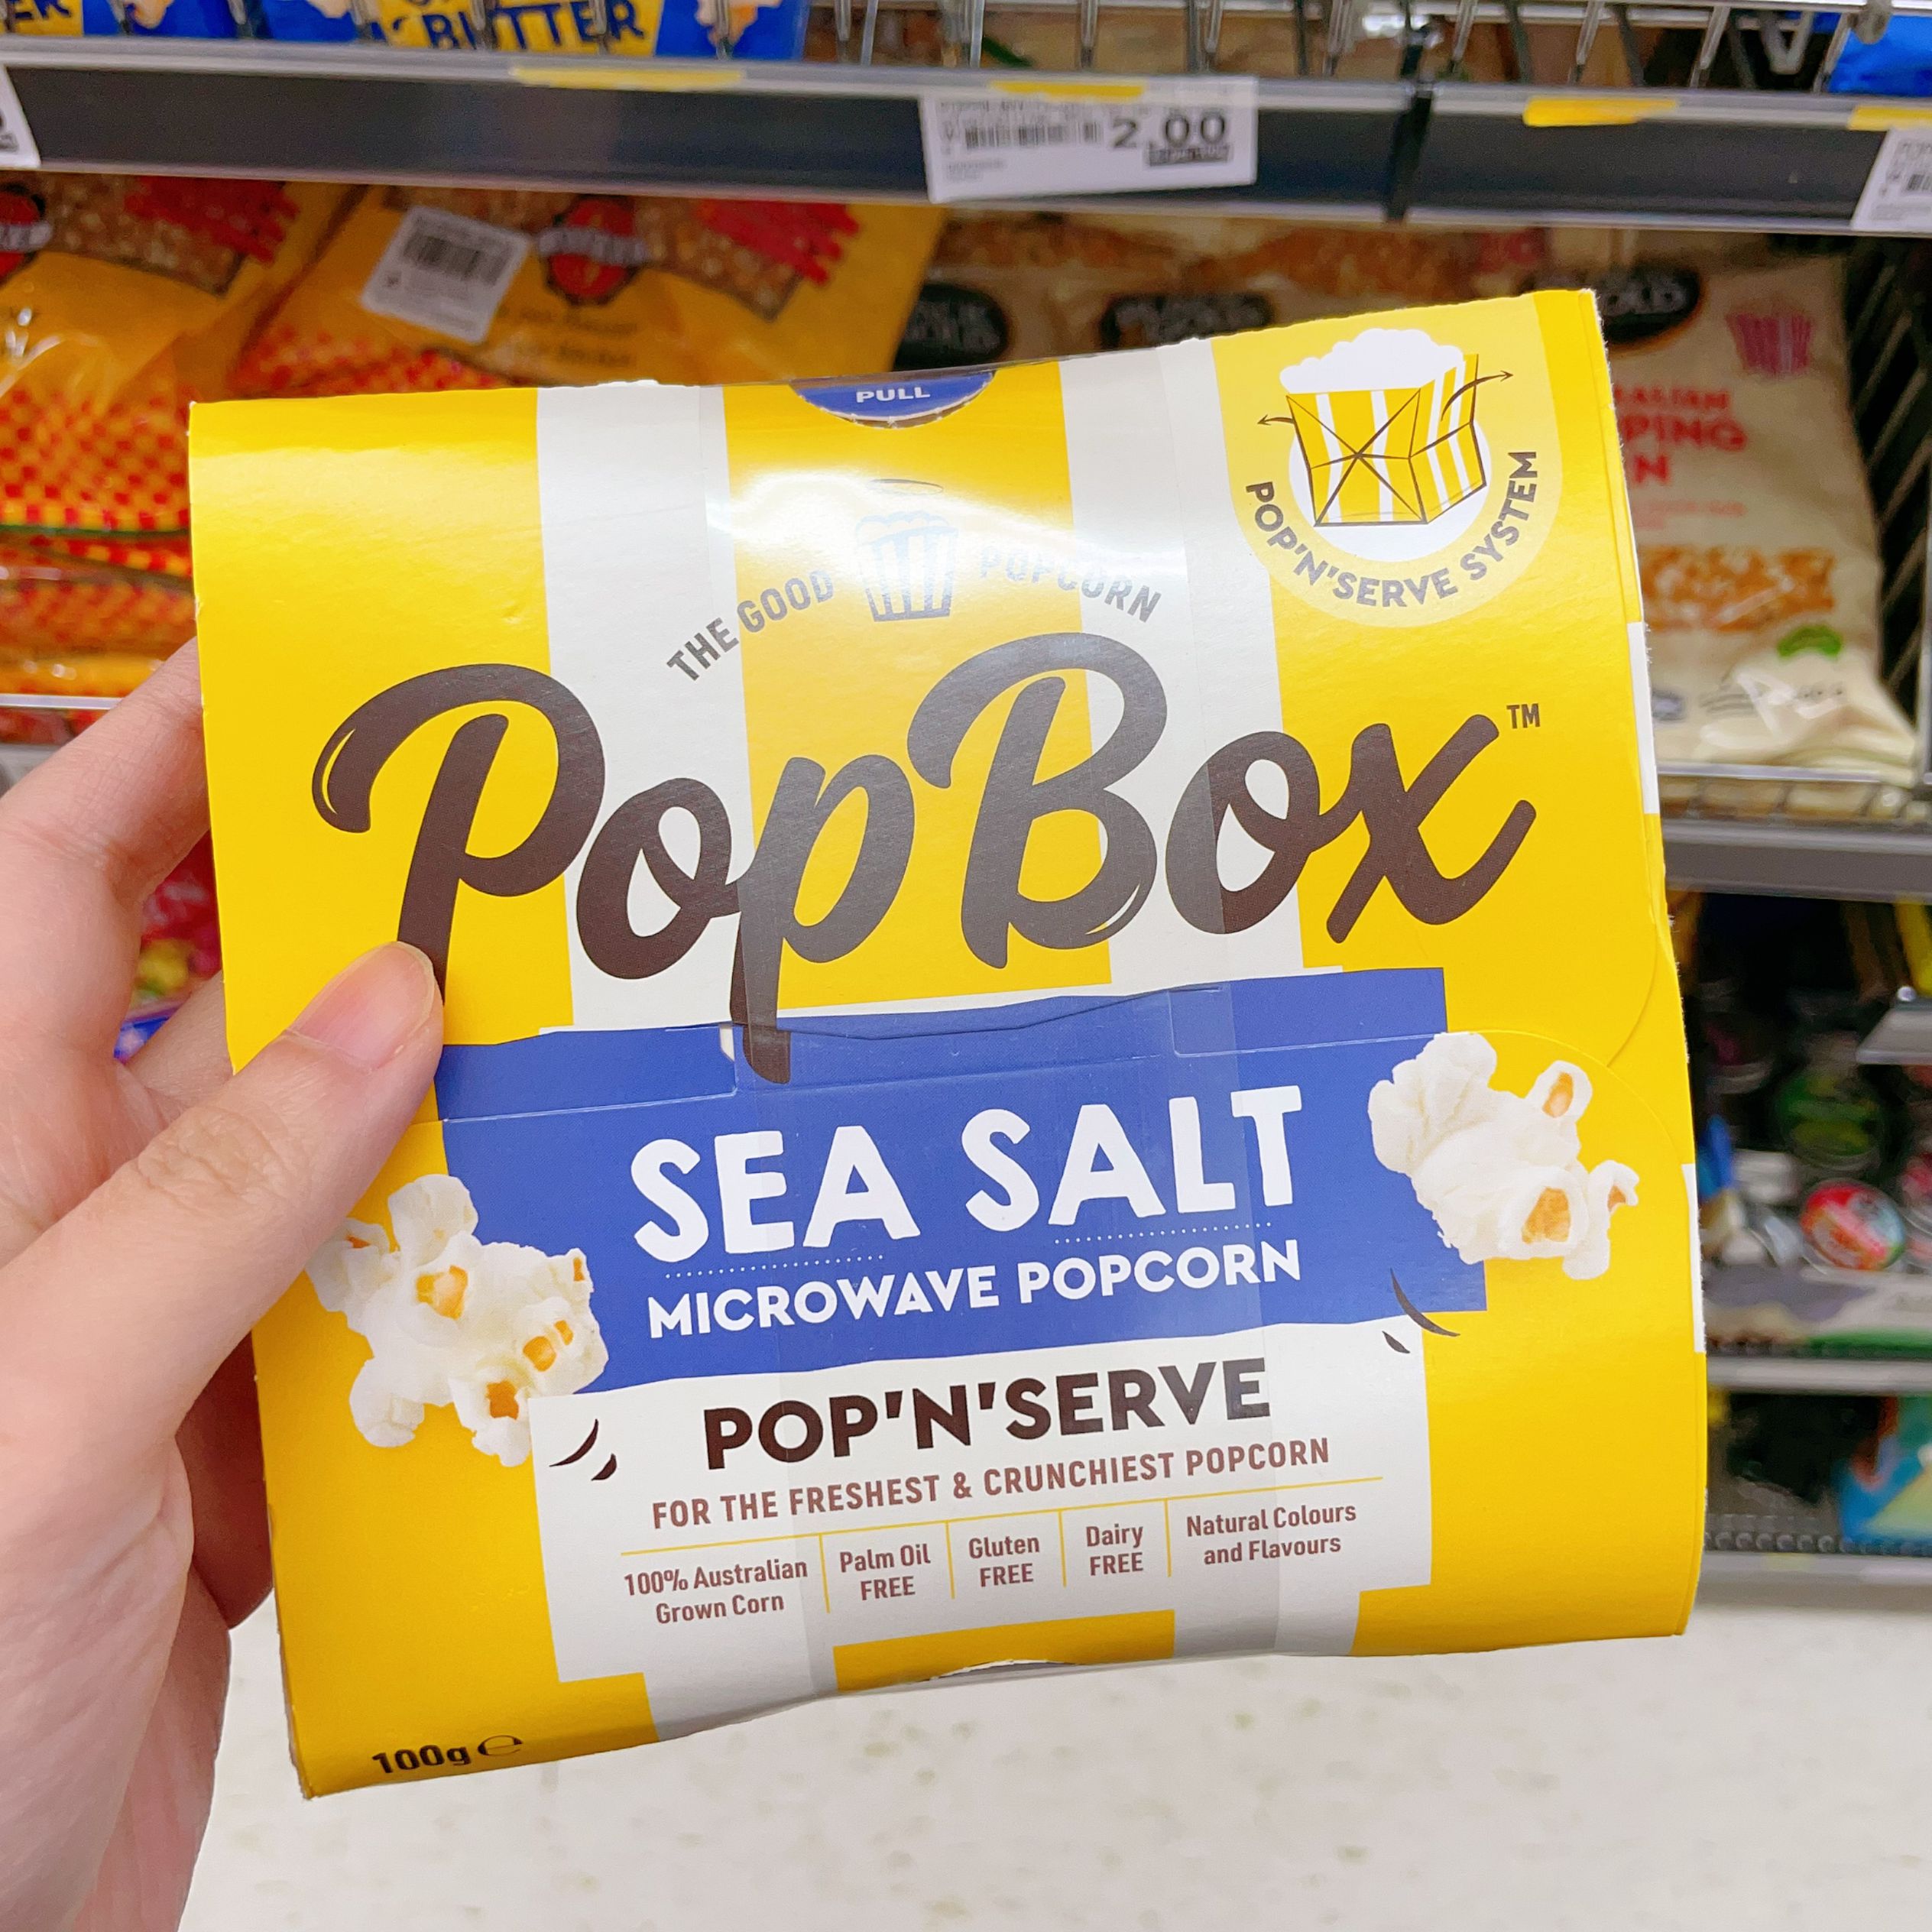 BUTTER
2.00
PULL
POP'N'SERVE SYSTEM
THE GOOD POPCORN
PopBox™
SEA SALT
MICROWAVE POPCORN
POP'N'SERVE
FOR THE FRESHEST & CRUNCHIEST POPCORN
100% Australian
Grown Corn
Palm Oil
FREE
Gluten
FREE
Dairy
FREE
Natural Colours
and Flavours
100g ℮